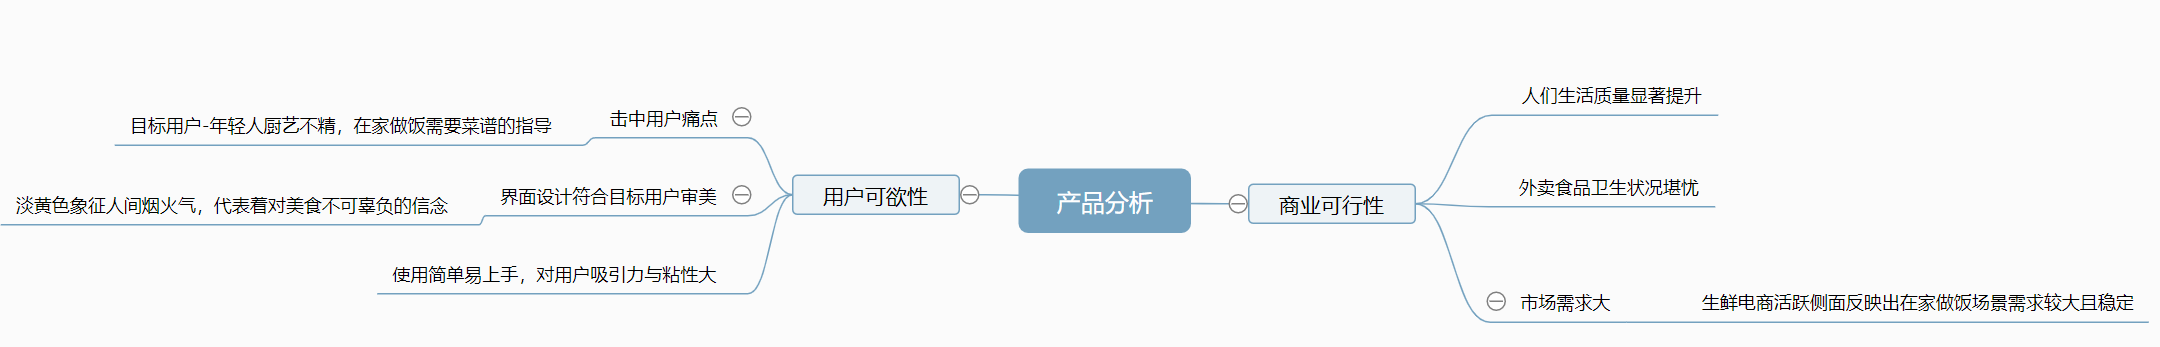 产品分析
用户可欲性
击中用户痛点
目标用户-年轻人厨艺不精，在家做饭需要菜谱的指导
界面设计符合目标用户审美
淡黄色象征人间烟火气，代表着对美食不可辜负的信念
使用简单易上手，对用户吸引力与粘性大
商业可行性
人们生活质量显著提升
外卖食品卫生状况堪忧
市场需求大
生鲜电商活跃侧面反映出在家做饭场景需求较大且稳定